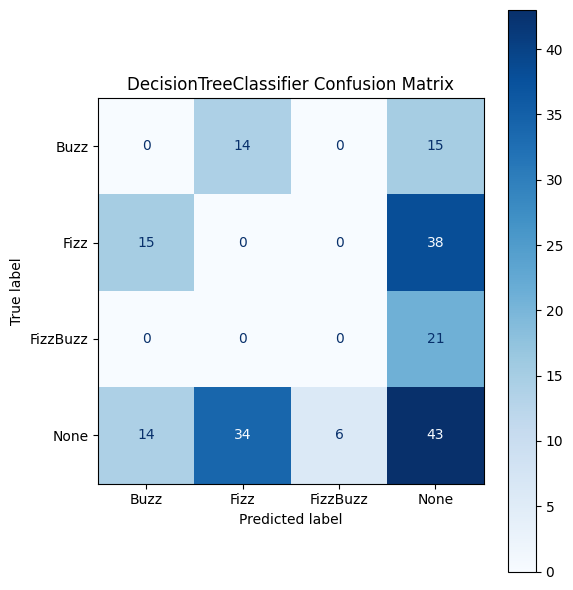 DecisionTreeClassifier Confusion Matrix
True label
Buzz
0 14 0 15
Fizz
15 0 0 38
FizzBuzz
0 0 0 21
None
14 34 6 43
Buzz Fizz FizzBuzz None
Predicted label
40
35
30
25
20
15
10
5
0